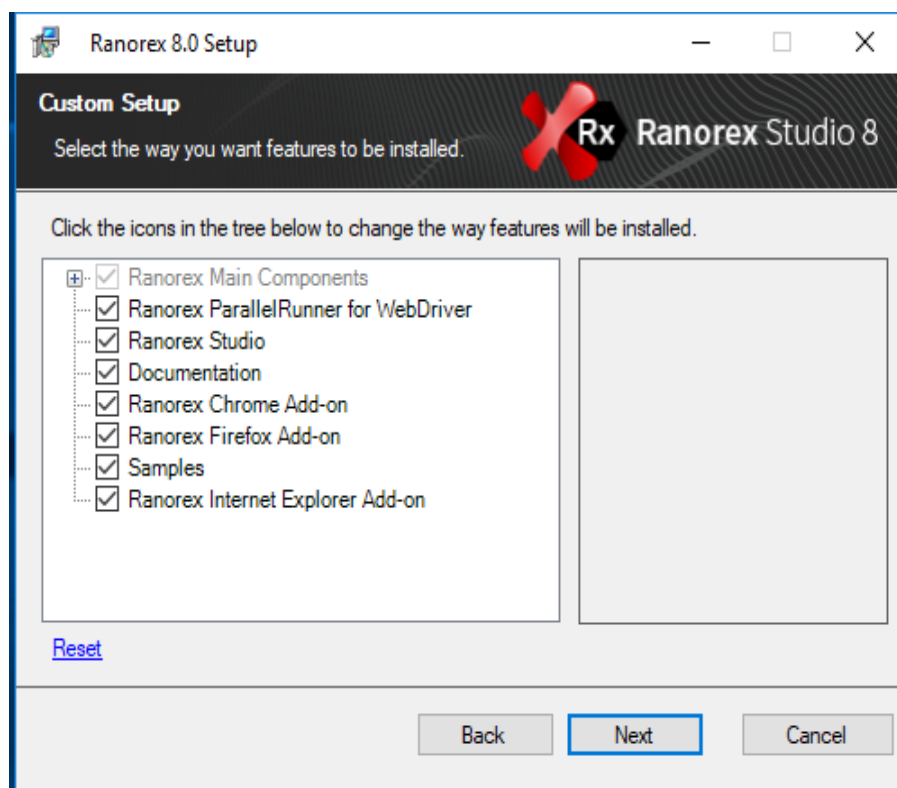 Ranorex 8.0 Setup
Custom Setup
Select the way you want features to be installed.
Rx Ranorex Studio 8
Click the icons in the tree below to change the way features will be installed.
Ranorex Main Components
Ranorex ParallelRunner for WebDriver
Ranorex Studio
Documentation
Ranorex Chrome Add-on
Ranorex Firefox Add-on
Samples
Ranorex Internet Explorer Add-on
Reset
Back Next Cancel